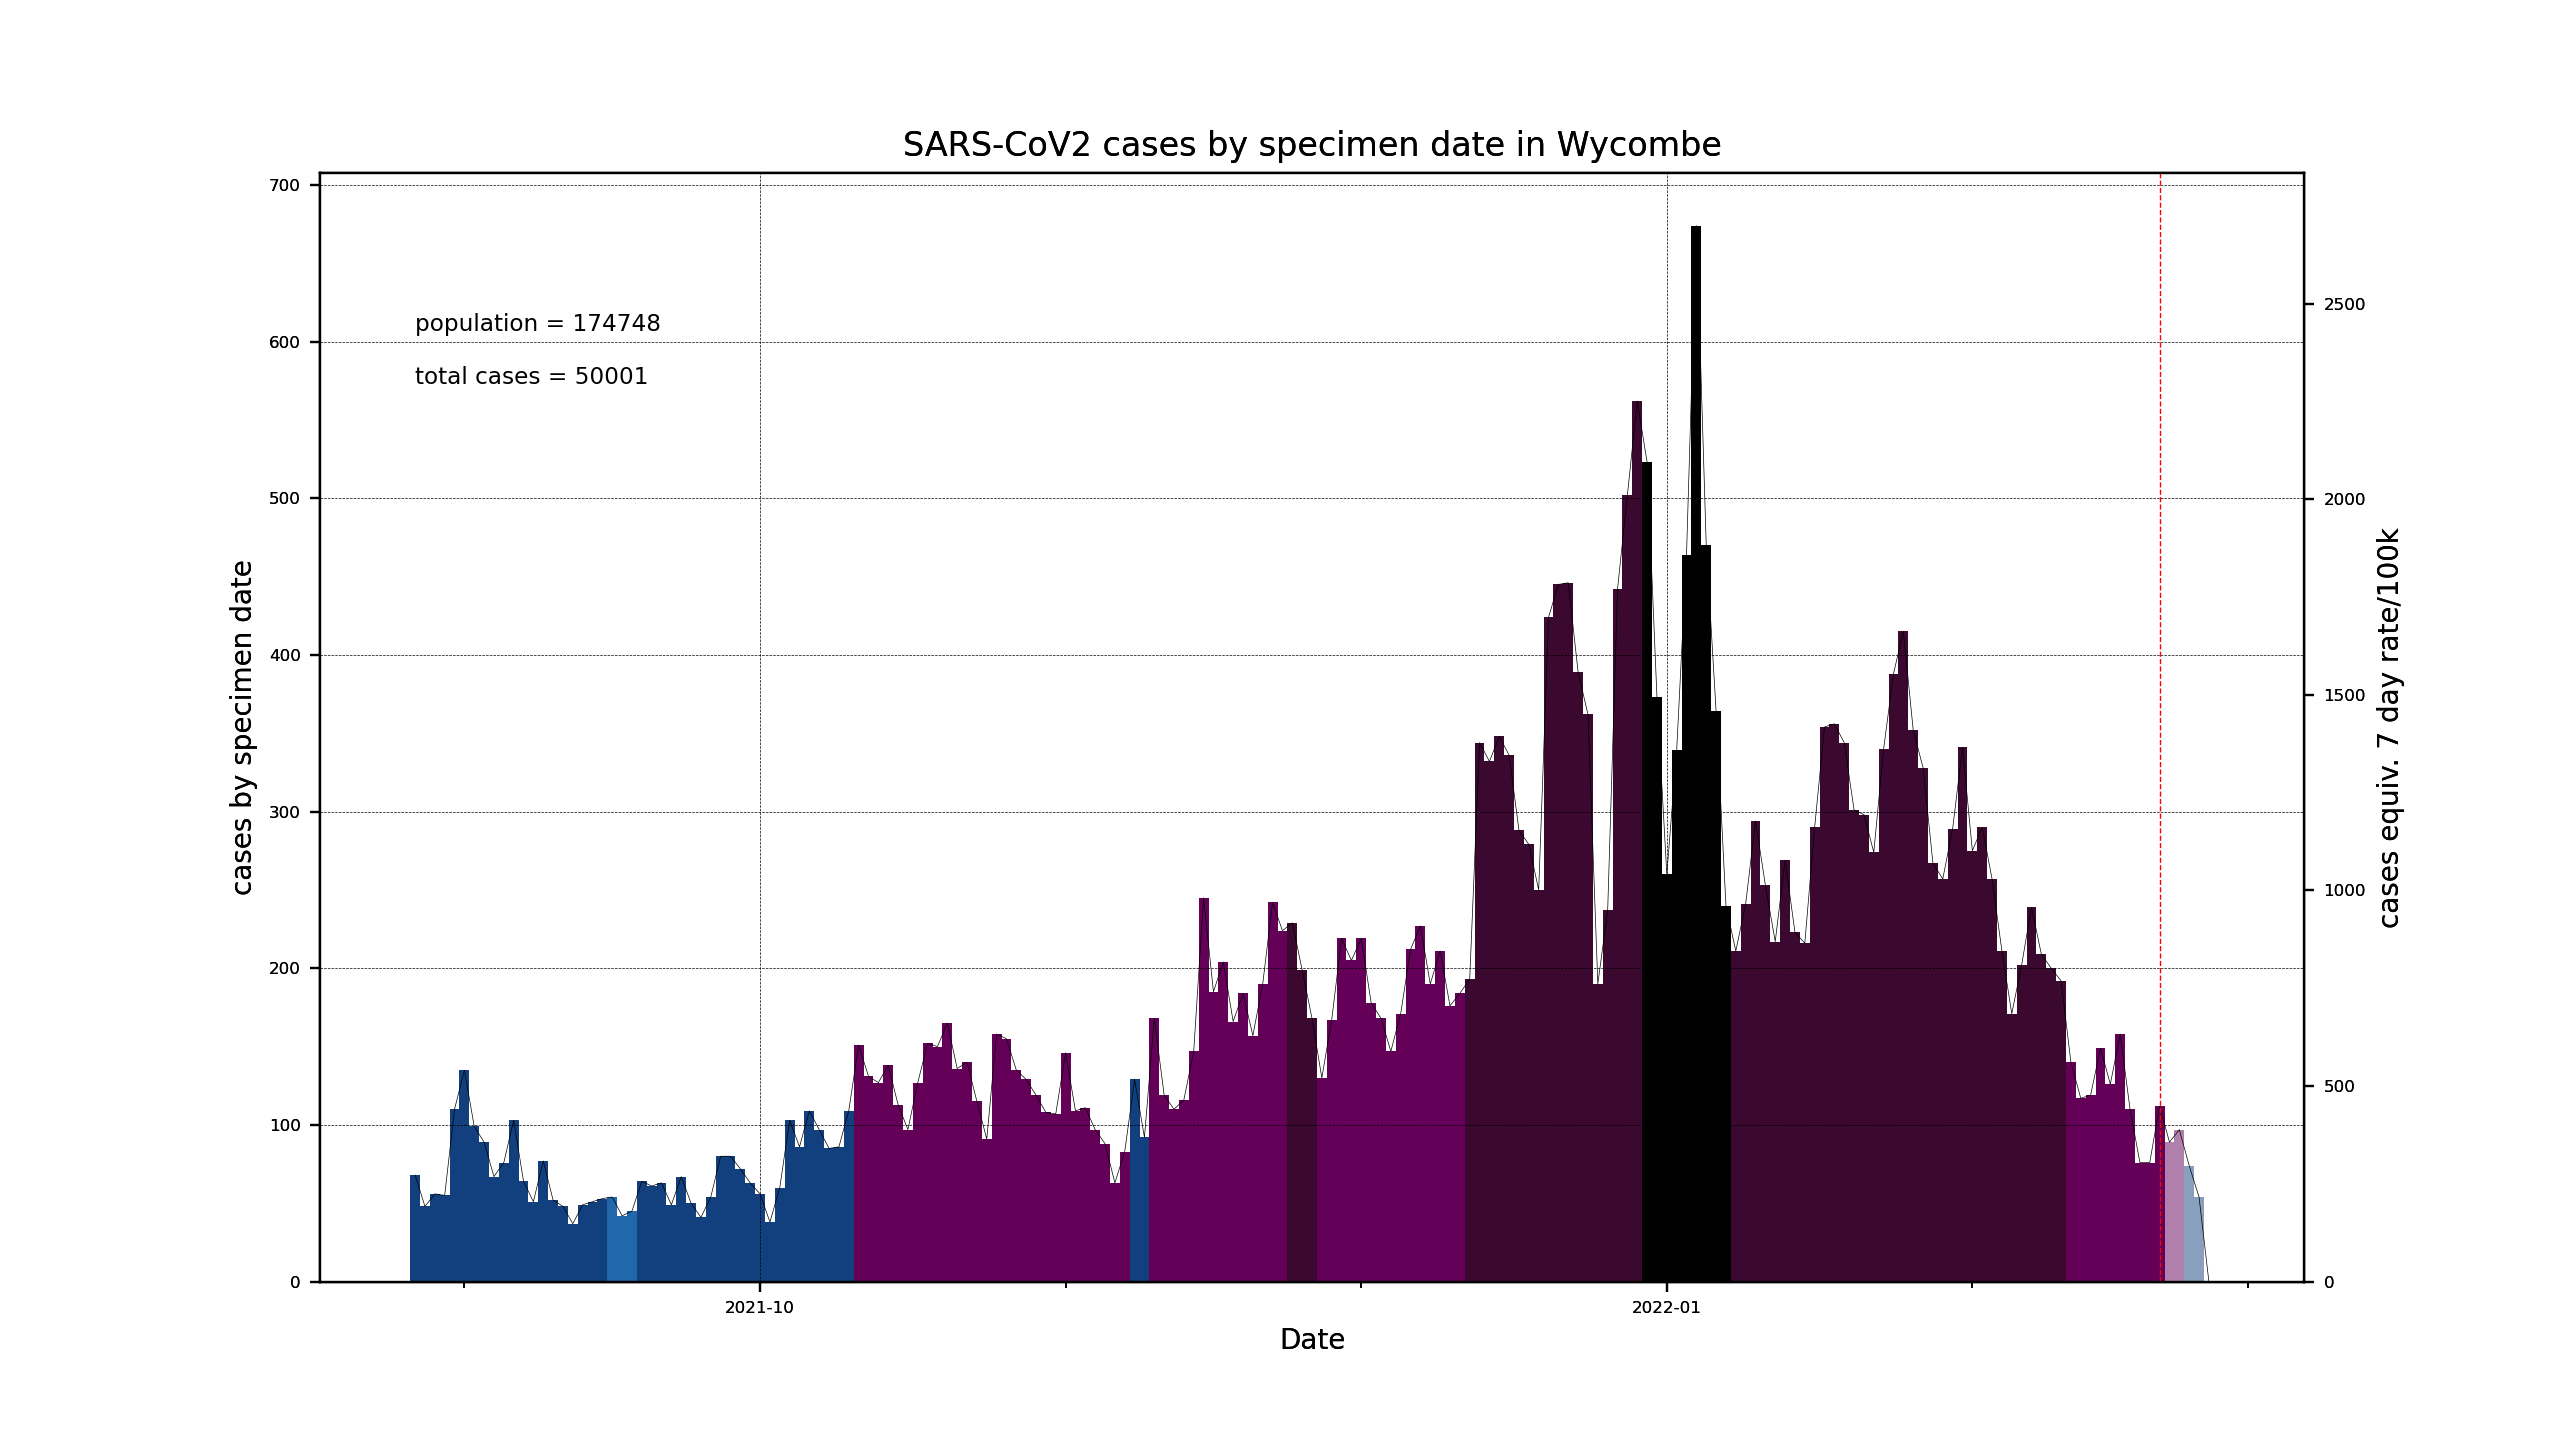 SARS-CoV2 cases by specimen date in Wycombe
700
600
500
400
300
200
100
0
cases by specimen date
population = 174748
total cases = 50001
2500
2000
1500
1000
500
0
cases equiv. 7 day rate/100k
2021-10
2022-01
Date